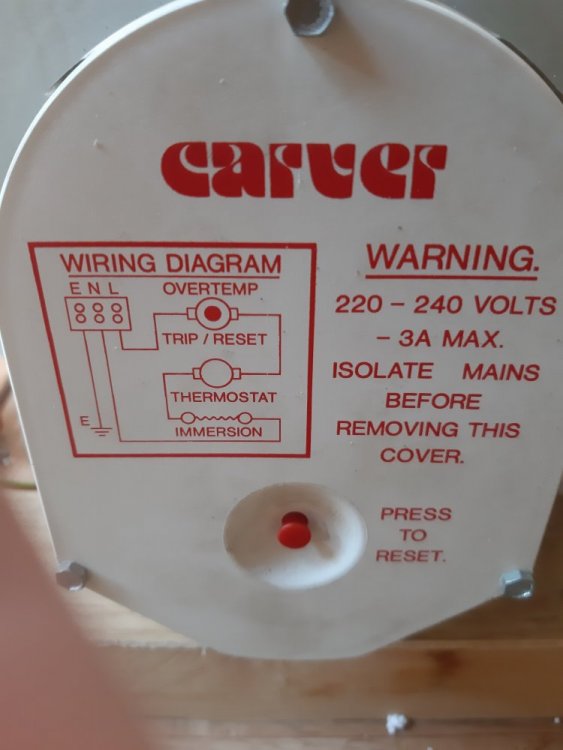 carver
WIRING DIAGRAM
E N L
OVERTEMP
TRIP / RESET
THERMOSTAT
E
IMMERSION
WARNING.
220 - 240 VOLTS
- 3A MAX.
ISOLATE MAINS
BEFORE
REMOVING THIS
COVER.
PRESS
TO
RESET.